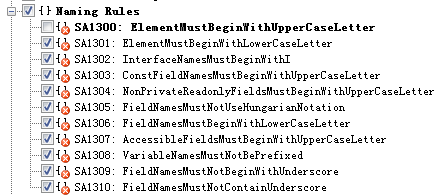 {} Naming Rules
SA1300: ElementMustBeginWithUpperCaseLetter
SA1301: ElementMustBeginWithLowerCaseLetter
SA1302: InterfaceNamesMustBeginWithI
SA1303: ConstFieldNamesMustBeginWithUpperCaseLetter
SA1304: NonPrivateReadonlyFieldsMustBeginWithUpperCaseLetter
SA1305: FieldNamesMustNotUseHungarianNotation
SA1306: FieldNamesMustBeginWithLowerCaseLetter
SA1307: AccessibleFieldsMustBeginWithUpperCaseLetter
SA1308: VariableNamesMustNotBePrefixed
SA1309: FieldNamesMustNotBeginWithUnderscore
SA1310: FieldNamesMustNotContainUnderscore